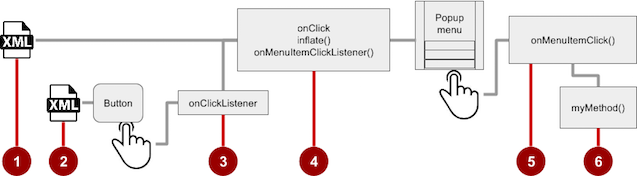 XML
XML
Button
onClickListener
onClick
inflate()
onMenuItemClickListener()
Popup
menu
onMenuItemClick()
myMethod()
1
2
3
4
5
6